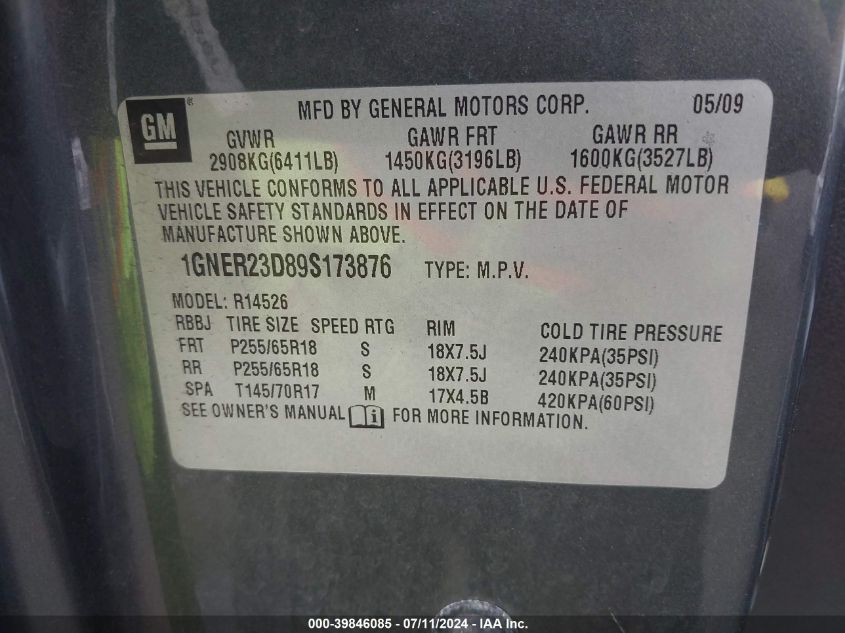 GM
MFD BY GENERAL MOTORS CORP. 05/09
GVWR GAWR FRT GAWR RR
2908KG(6411LB) 1450KG(3196LB) 1600KG(3527LB)
THIS VEHICLE CONFORMS TO ALL APPLICABLE U.S. FEDERAL MOTOR
VEHICLE SAFETY STANDARDS IN EFFECT ON THE DATE OF
MANUFACTURE SHOWN ABOVE.
1GNER23D89S173876 TYPE: M.P.V.
MODEL: R14526
RBBJ TIRE SIZE SPEED RTG RIM COLD TIRE PRESSURE
FRT P255/65R18 S 18X7.5J 240KPA(35PSI)
RR P255/65R18 S 18X7.5J 240KPA(35PSI)
SPA T145/70R17 M 17X4.5B 420KPA(60PSI)
SEE OWNER'S MANUAL FOR MORE INFORMATION.
000-39846085 - 07/11/2024 - IAAI.com